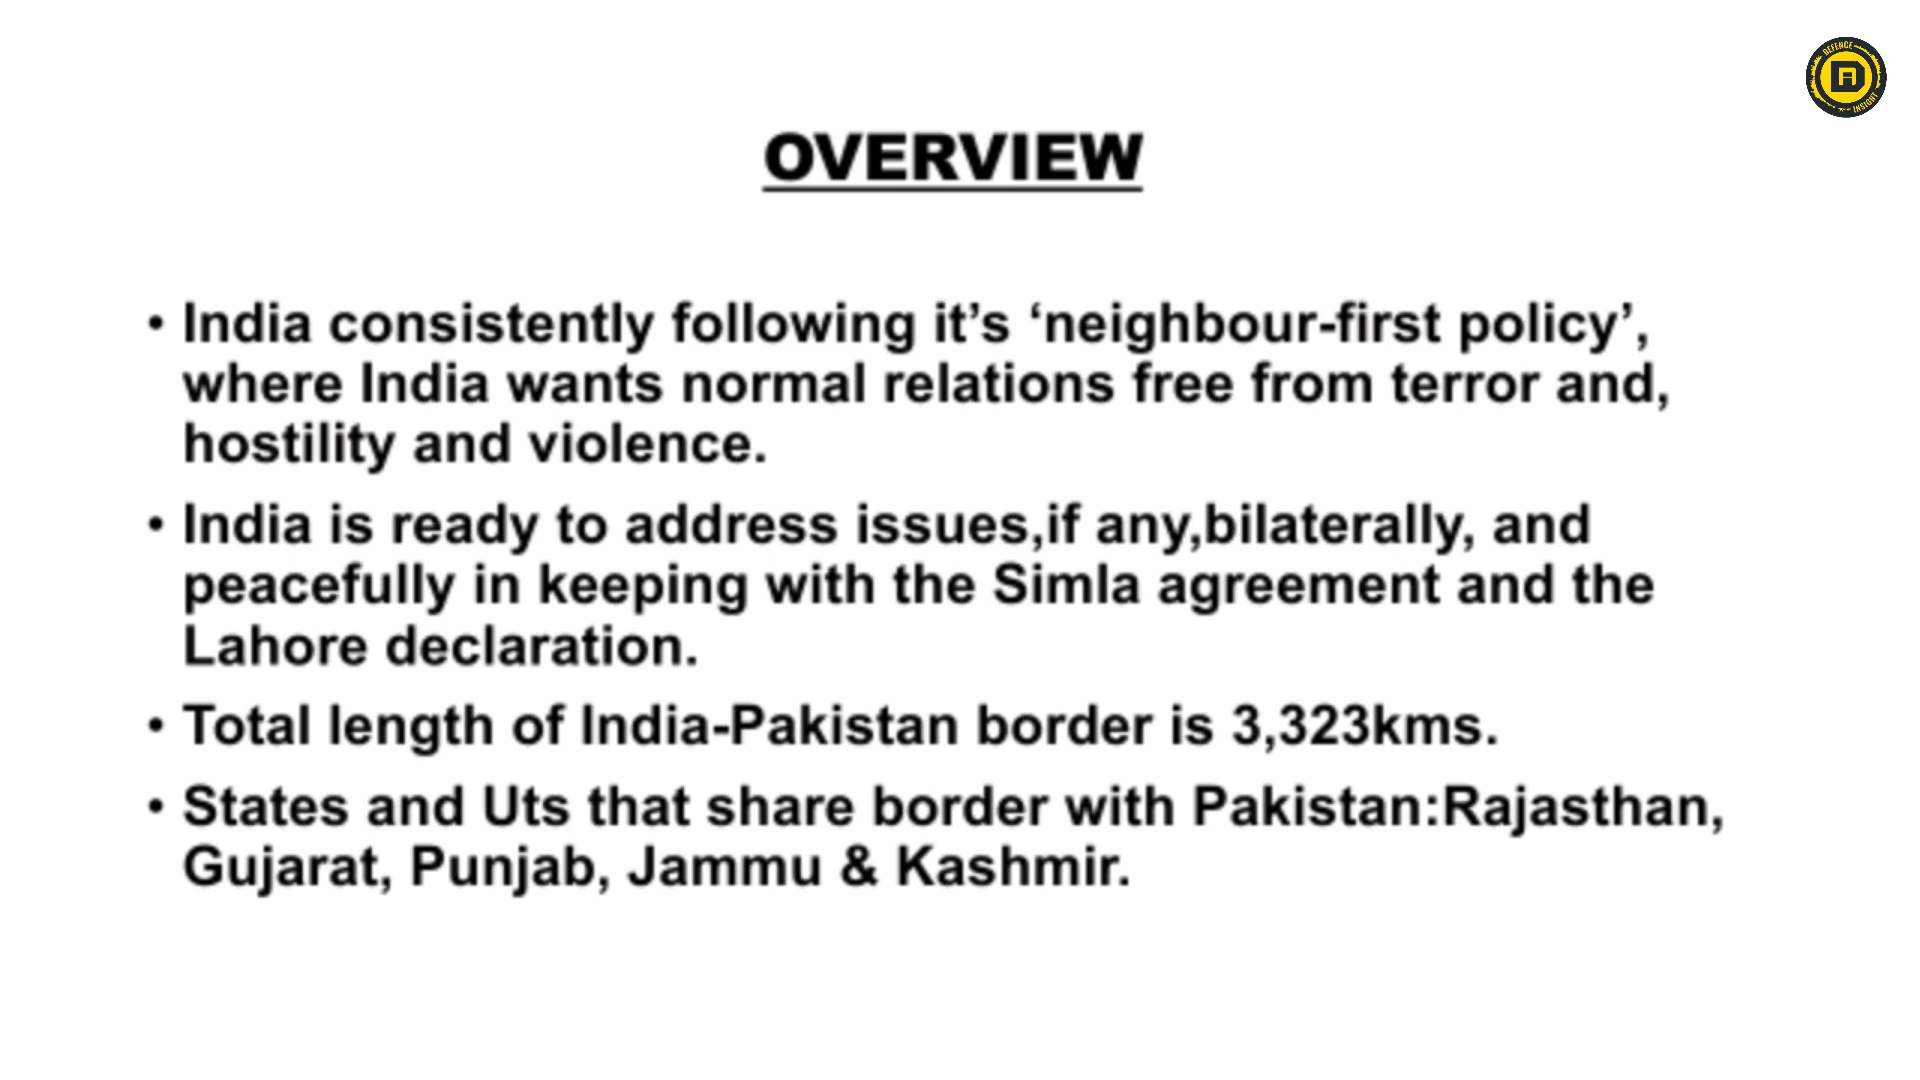 DEFENCE
INSIGHT
OVERVIEW
• India consistently following it’s ‘neighbour-first policy’,
where India wants normal relations free from terror and,
hostility and violence.
• India is ready to address issues,if any,bilaterally, and
peacefully in keeping with the Simla agreement and the
Lahore declaration.
• Total length of India-Pakistan border is 3,323kms.
• States and Uts that share border with Pakistan:Rajasthan,
Gujarat, Punjab, Jammu & Kashmir.